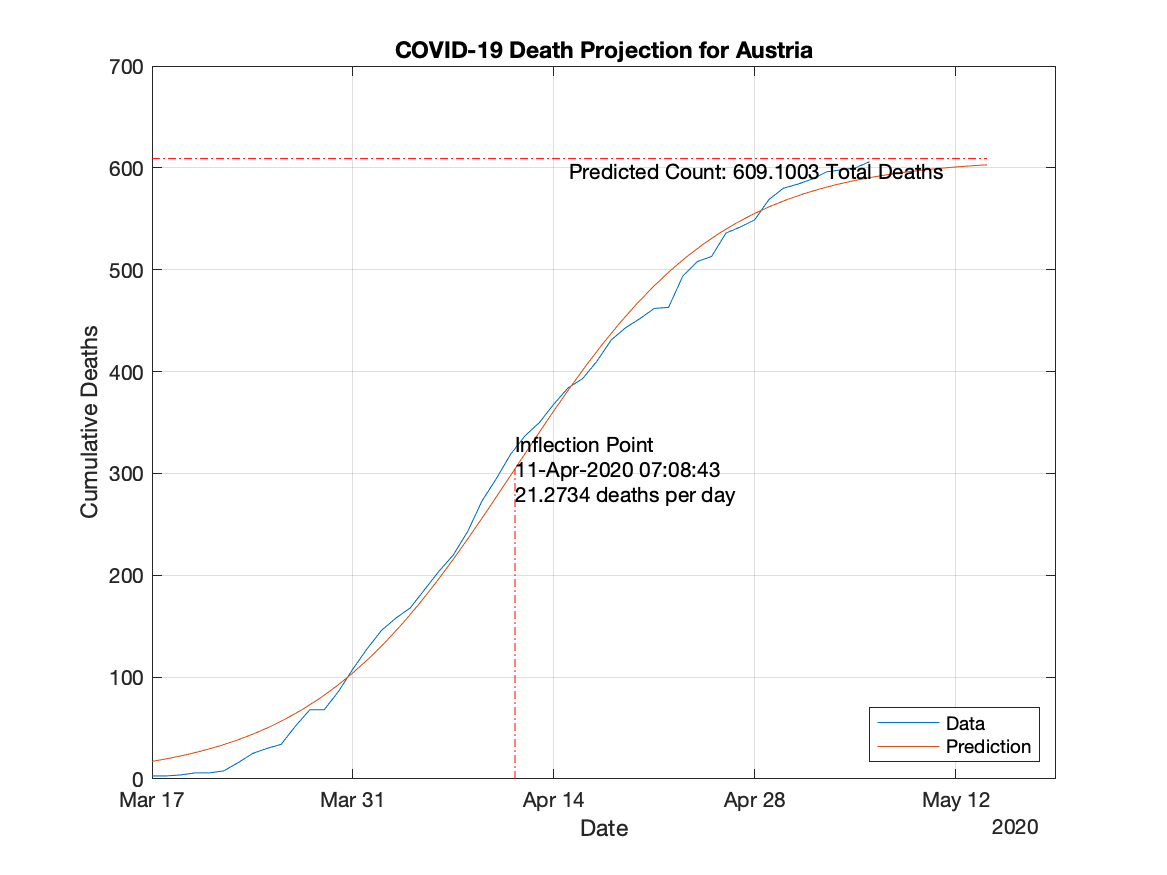 COVID-19 Death Projection for Austria
700
600
500
400
300
200
100
0
Cumulative Deaths
Predicted Count: 609.1003 Total Deaths
Inflection Point
11-Apr-2020 07:08:43
21.2734 deaths per day
Data
Prediction
Mar 17
Mar 31
Apr 14
Apr 28
May 12
Date
2020